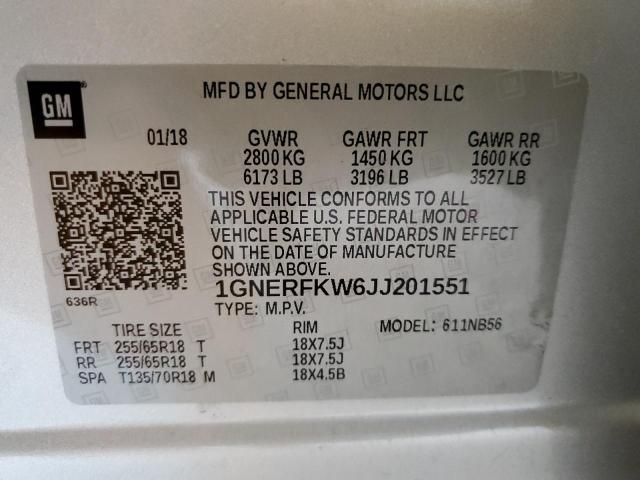 GM
MFD BY GENERAL MOTORS LLC
01/18 GVWR GAWR FRT GAWR RR
2800 KG 1450 KG 1600 KG
6173 LB 3196 LB 3527 LB
THIS VEHICLE CONFORMS TO ALL
APPLICABLE U.S. FEDERAL MOTOR
VEHICLE SAFETY STANDARDS IN EFFECT
ON THE DATE OF MANUFACTURE
SHOWN ABOVE.
636R
1GNERFKW6JJ201551
TYPE: M.P.V.
TIRE SIZE RIM MODEL: 611NB56
FRT 255/65R18 T 18X7.5J
RR 255/65R18 T 18X7.5J
SPA T135/70R18 M 18X4.5B